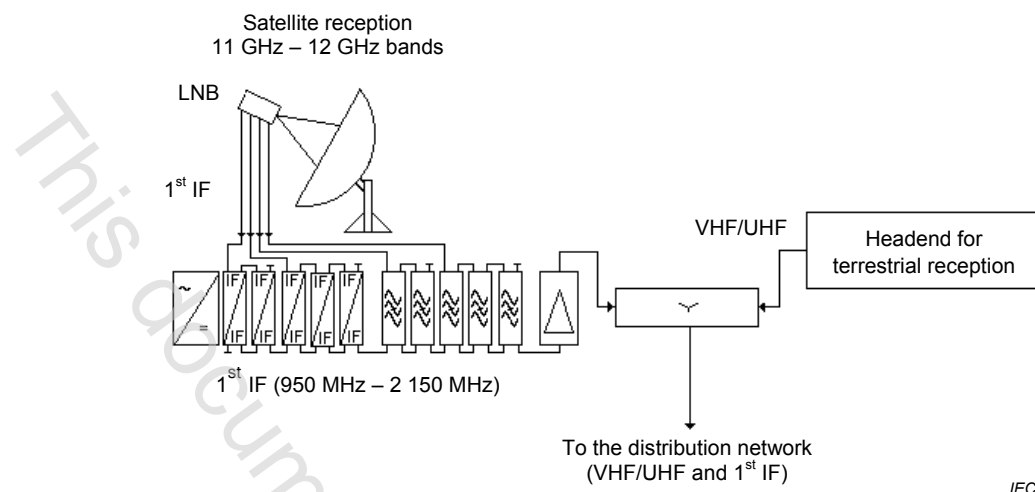 Satellite reception
11 GHz – 12 GHz bands
LNB
1st IF
VHF/UHF
Headend for
terrestrial reception
~
=
IF IF IF IF IF
IF IF IF IF IF
1st IF (950 MHz – 2 150 MHz)
To the distribution network
(VHF/UHF and 1st IF)
IEC
This docum